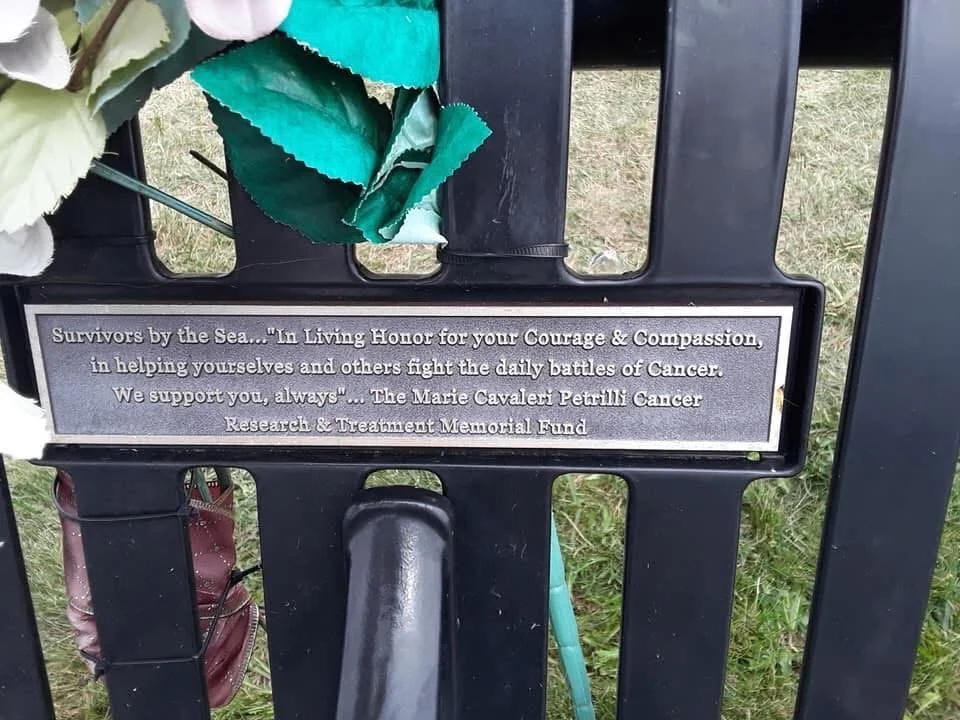 Survivors by the Sea..."In Living Honor for your Courage & Compassion,
in helping yourselves and others fight the daily battles of Cancer.
We support you, always"... The Marie Cavaleri Petrilli Cancer
Research & Treatment Memorial Fund